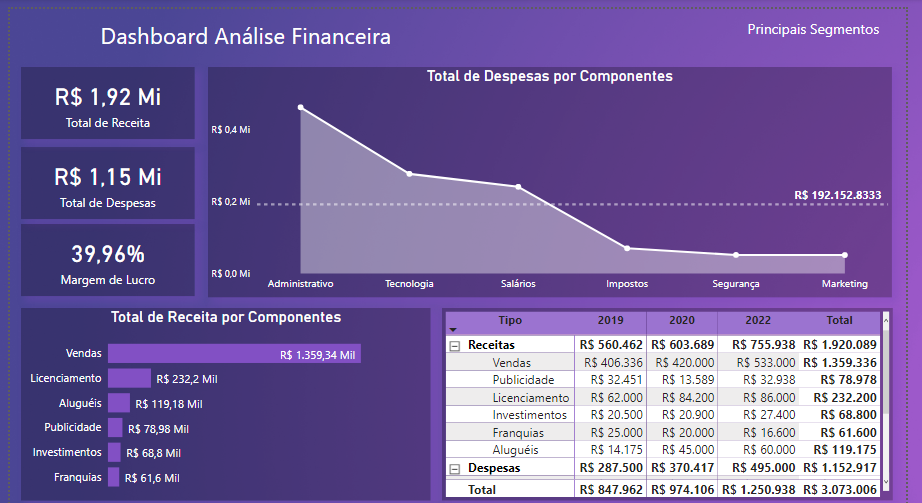 Dashboard Análise Financeira
Principais Segmentos
R$ 1,92 Mi
Total de Receita
R$ 1,15 Mi
Total de Despesas
39,96%
Margem de Lucro
Total de Despesas por Componentes
R$ 0,4 Mi
R$ 0,2 Mi
R$ 0,0 Mi
R$ 192.152.8333
Administrativo Tecnologia Salários Impostos Segurança Marketing
Total de Receita por Componentes
Vendas R$ 1.359,34 Mil
Licenciamento R$ 232,2 Mil
Aluguéis R$ 119,18 Mil
Publicidade R$ 78,98 Mil
Investimentos R$ 68,8 Mil
Franquias R$ 61,6 Mil
Tipo 2019 2020 2022 Total
Receitas R$ 560.462 R$ 603.689 R$ 755.938 R$ 1.920.089
Vendas R$ 406.336 R$ 420.000 R$ 533.000 R$ 1.359.336
Publicidade R$ 32.451 R$ 13.589 R$ 32.938 R$ 78.978
Licenciamento R$ 62.000 R$ 84.200 R$ 86.000 R$ 232.200
Investimentos R$ 20.500 R$ 20.900 R$ 27.400 R$ 68.800
Franquias R$ 25.000 R$ 20.000 R$ 16.600 R$ 61.600
Aluguéis R$ 14.175 R$ 45.000 R$ 60.000 R$ 119.175
Despesas R$ 287.500 R$ 370.417 R$ 495.000 R$ 1.152.917
Total R$ 847.962 R$ 974.106 R$ 1.250.938 R$ 3.073.006